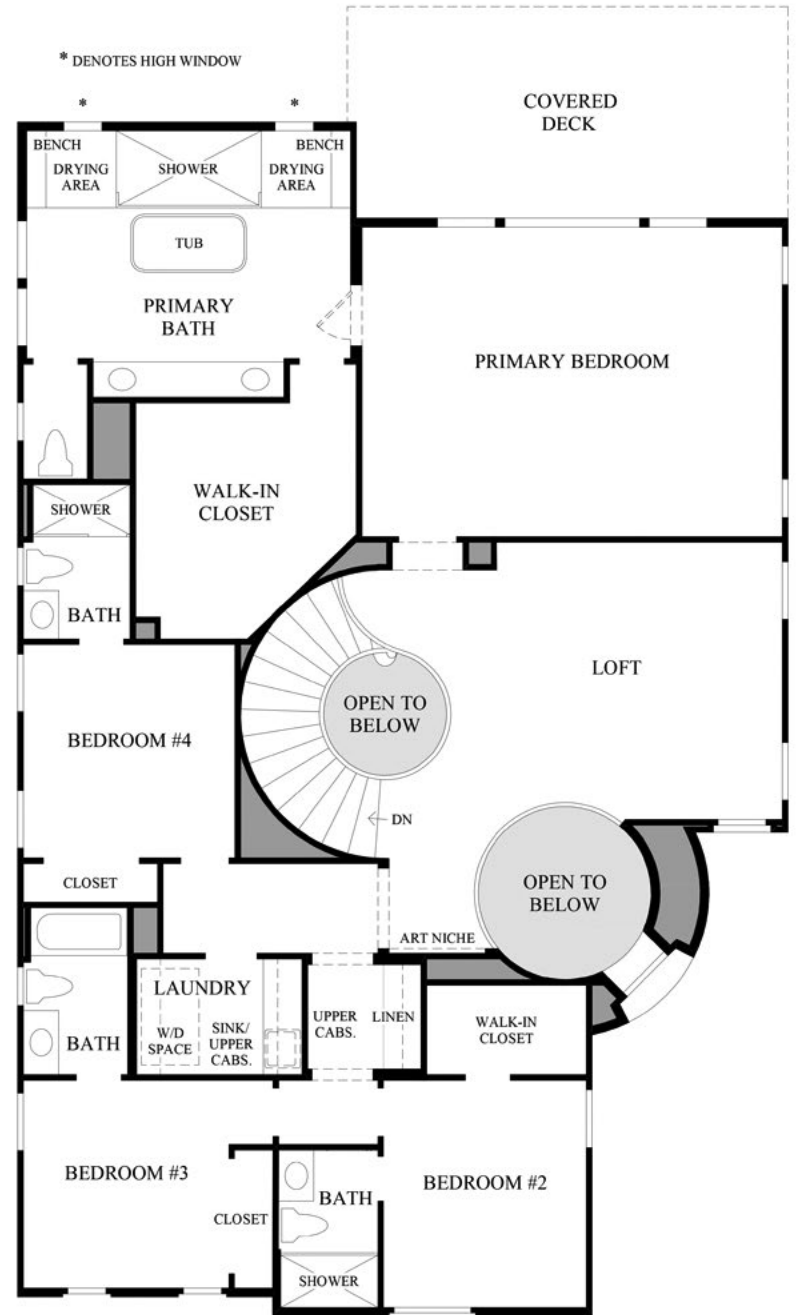 * DENOTES HIGH WINDOW
*
*
COVERED
DECK
BENCH
BENCH
DRYING
AREA
SHOWER
DRYING
AREA
TUB
PRIMARY
BATH
PRIMARY BEDROOM
WALK-IN
CLOSET
SHOWER
BATH
LOFT
OPEN TO
BELOW
BEDROOM #4
DN
CLOSET
OPEN TO
BELOW
ART NICHE
LAUNDRY
W/D
SPACE
SINK/
UPPER
CABS.
UPPER
CABS.
LINEN
WALK-IN
CLOSET
BATH
BEDROOM #3
BEDROOM #2
BATH
CLOSET
SHOWER